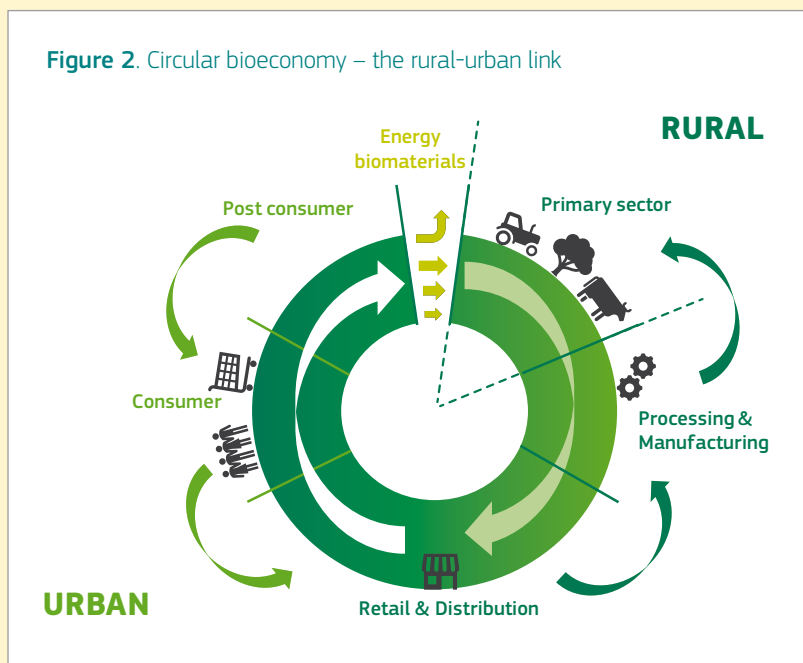 Figure 2. Circular bioeconomy – the rural-urban link
RURAL
Energy
biomaterials
Primary sector
Post consumer
Consumer
Processing &
Manufacturing
URBAN
Retail & Distribution